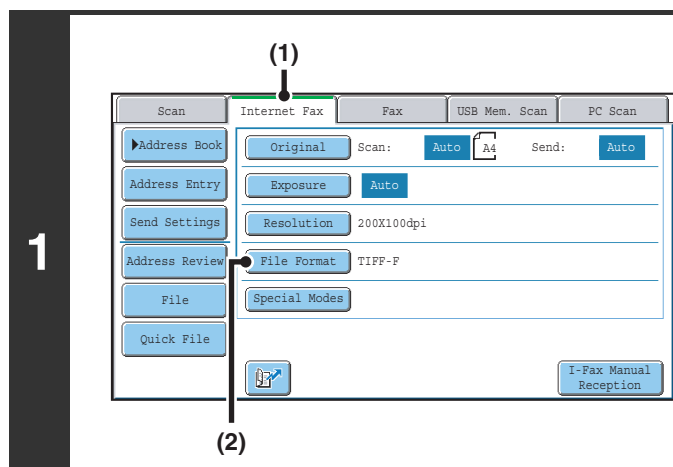 1
(1)
Scan Internet Fax Fax USB Mem. Scan PC Scan
Address Book Original Scan: Auto A4 Send: Auto
Address Entry Exposure Auto
Send Settings Resolution 200X100dpi
Address Review File Format TIFF-F
File Special Modes
Quick File
I-Fax Manual
Reception
(2)